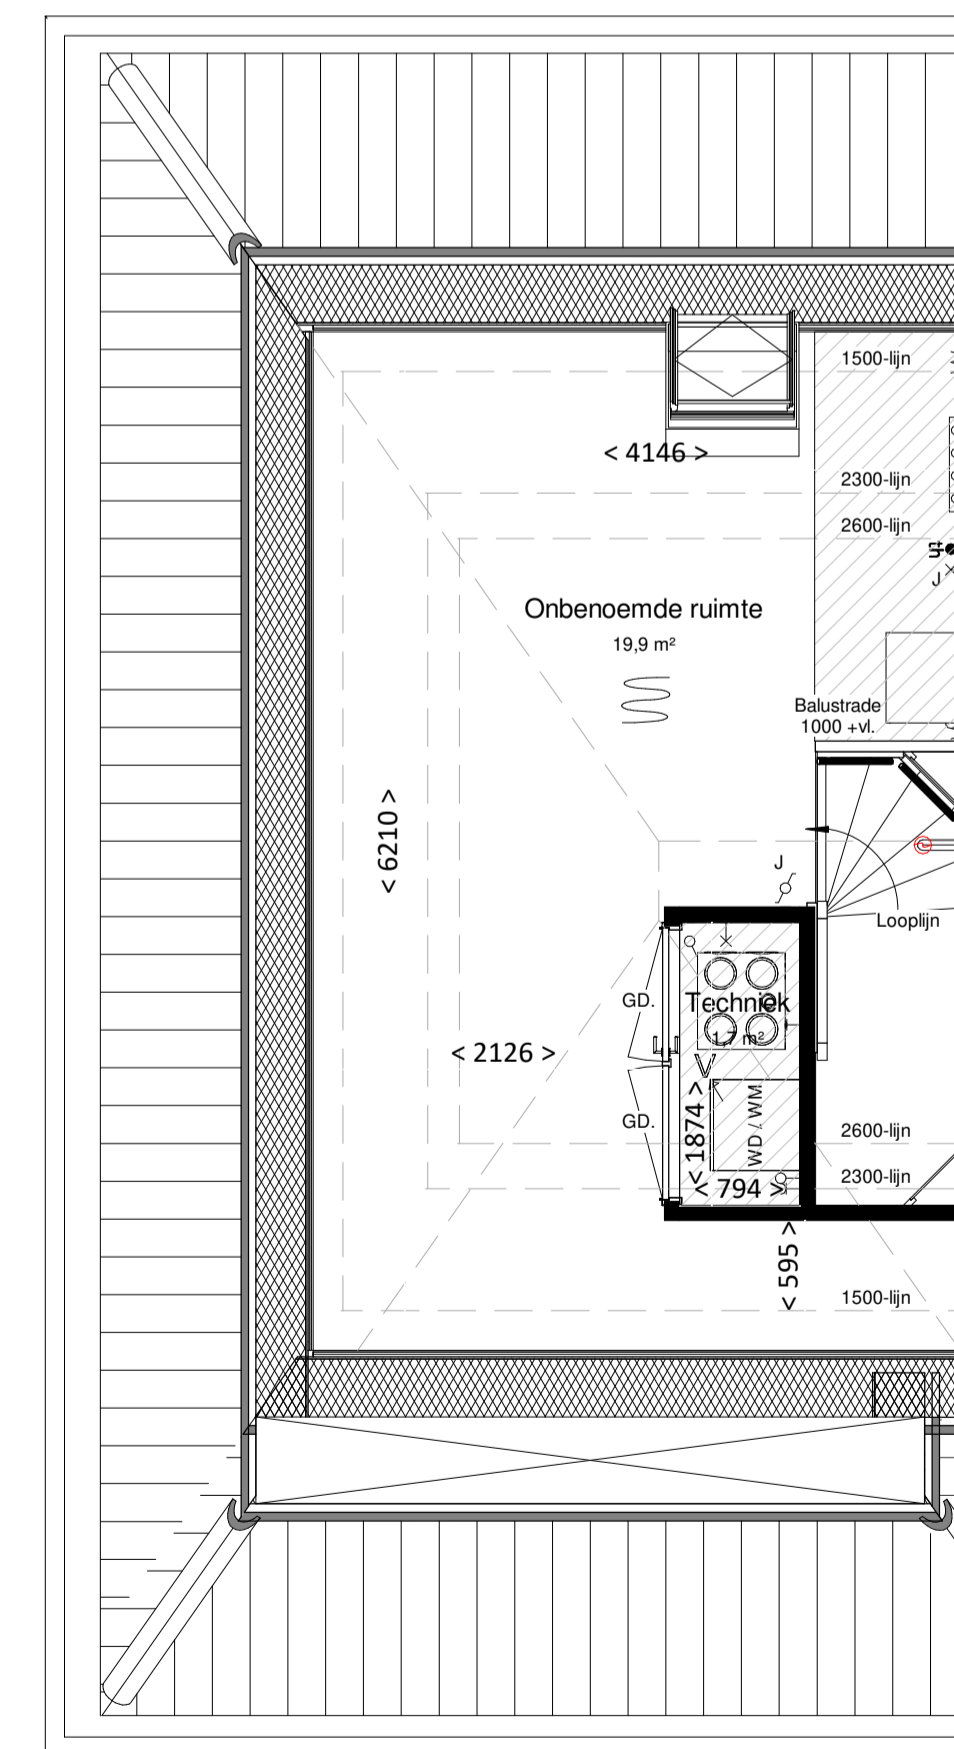 1500-lijn
< 4146 >
2300-lijn
2600-lijn
J
Onbenoemde ruimte
19,9 m²
Balustrade
1000 +vl.
< 6210 >
J
Looplijn
GD.
Techniek
1,7 m²
< 2126 >
< 1874 >
WD / WM
GD.
2600-lijn
2300-lijn
< 794 >
< 595 >
1500-lijn